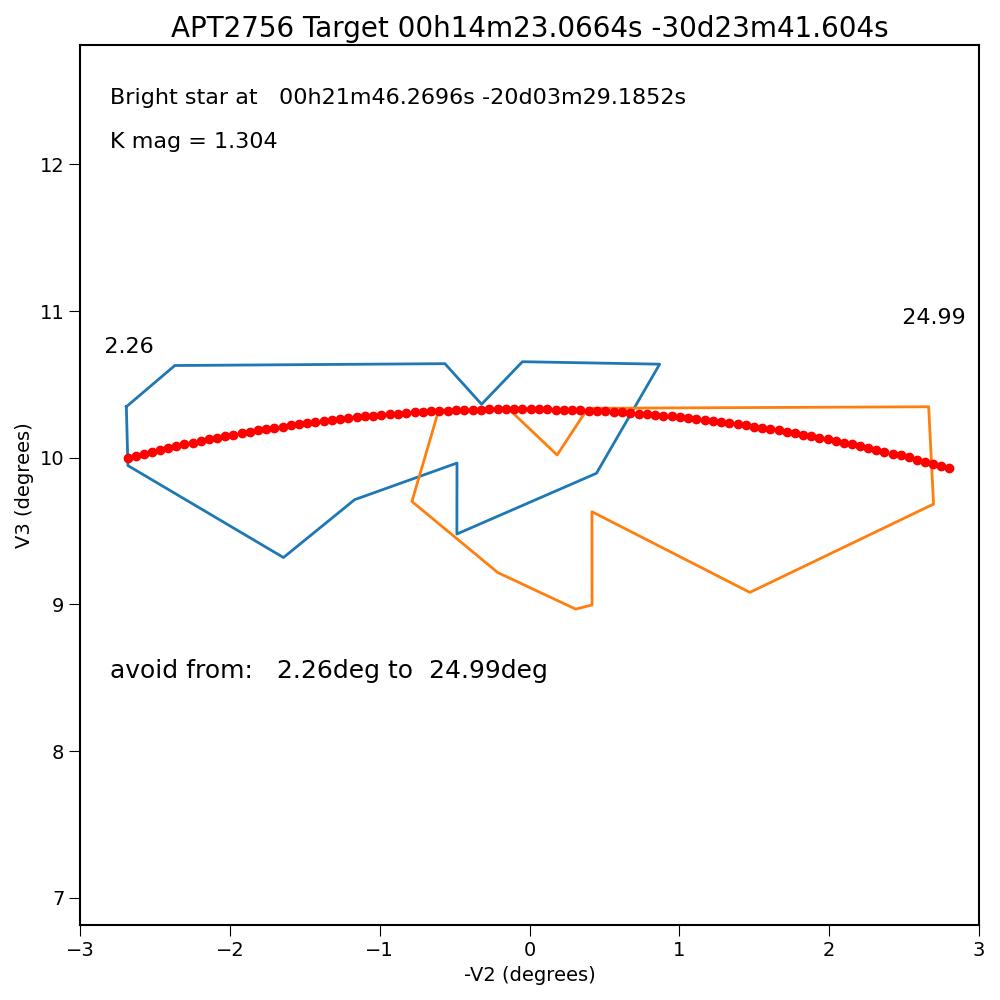 APT2756 Target 00h14m23.0664s -30d23m41.604s
Bright star at   00h21m46.2696s -20d03m29.1852s
K mag = 1.304
12
11
24.99
2.26
10
V3 (degrees)
9
avoid from:   2.26deg to  24.99deg
8
7
−3 −2 −1 0 1 2 3
-V2 (degrees)